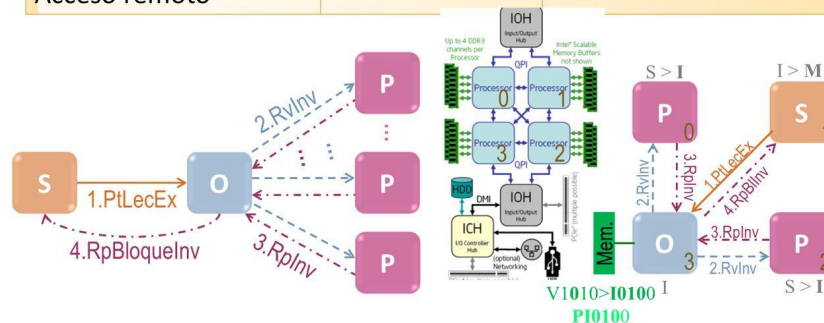 Acceso remoto
S
1.PtLecEx
O
4.RpBloqueInv
2.RvInv
P
...
P
3.RpInv
P
IOH
Input/Output
Hub
Up to 4 DDR3
channels per
Processor
Intel® Scalable
Memory Buffers
not shown
QPI
Processor
0
Processor
1
Processor
3
Processor
2
QPI
HDD
DMI
IOH
Input/Output
Hub
ICH
I/O Controller
Hub
(optional)
Networking
PCIe* (multiple possible)
S > I
P
0
I > M
S
2.RvInv
3.RpInv
1.PtLecEx
4.RpBlInv
Mem.
O
3
I
3.RpInv
2.RvInv
P
2
S > I
V1010>I0100
PI0100